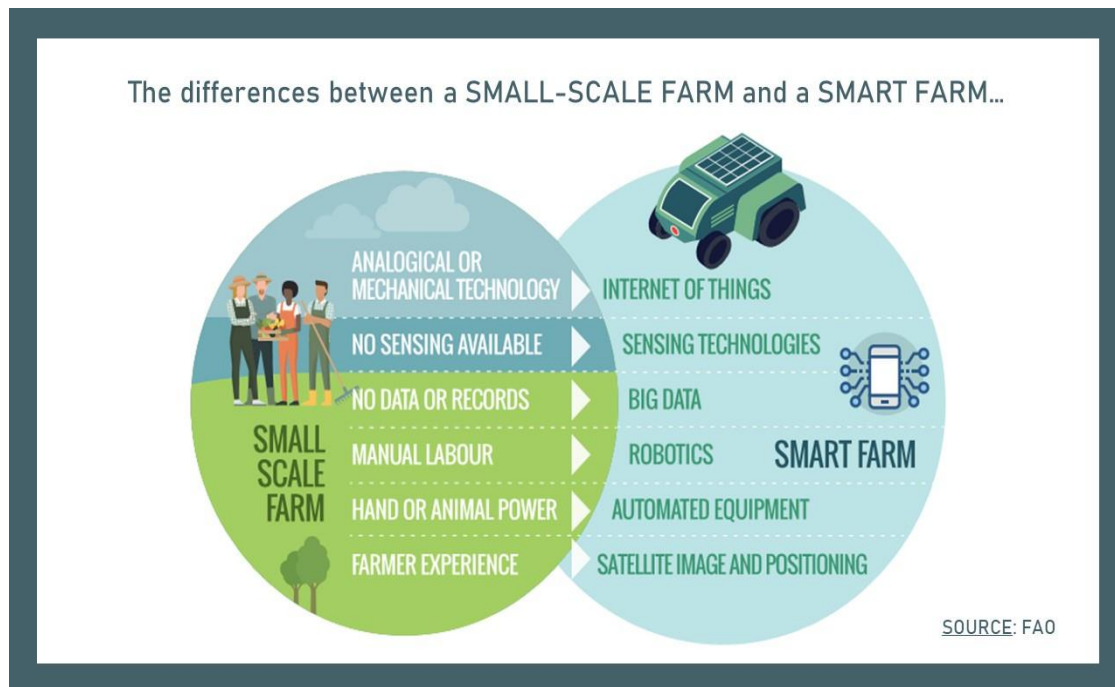 The differences between a SMALL-SCALE FARM and a SMART FARM...
ANALOGICAL OR
MECHANICAL TECHNOLOGY
INTERNET OF THINGS
NO SENSING AVAILABLE
SENSING TECHNOLOGIES
NO DATA OR RECORDS
BIG DATA
SMALL
SCALE
FARM
MANUAL LABOUR
ROBOTICS
SMART FARM
HAND OR ANIMAL POWER
AUTOMATED EQUIPMENT
FARMER EXPERIENCE
SATELLITE IMAGE AND POSITIONING
SOURCE: FAO